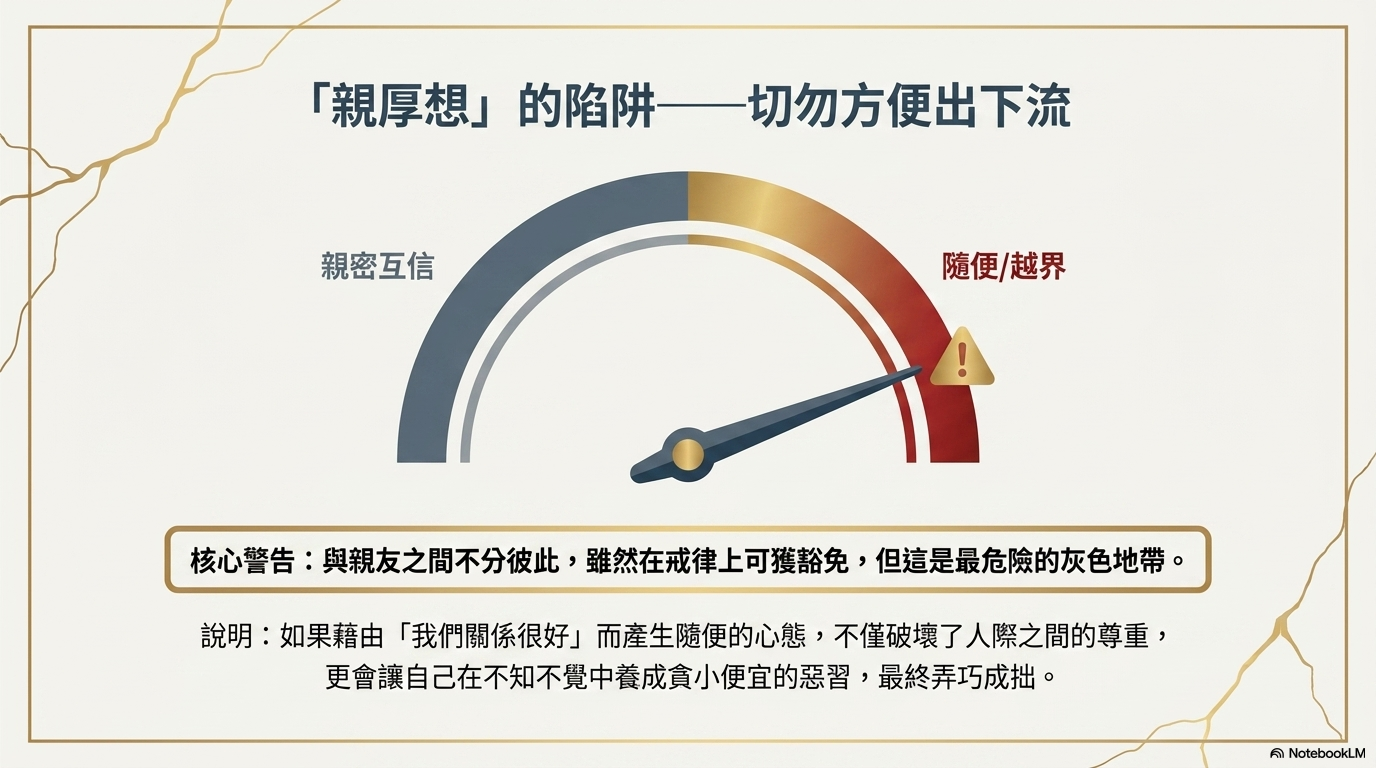 「親厚想」的陷阱——切勿方便出下流
親密互信
隨便/越界
核心警告：與親友之間不分彼此，雖然在戒律上可獲豁免，但這是最危險的灰色地帶。
說明：如果藉由「我們關係很好」而產生隨便的心態，不僅破壞了人際之間的尊重，
更會讓自己在不知不覺中養成貪小便宜的惡習，最終弄巧成拙。
NotebookLM